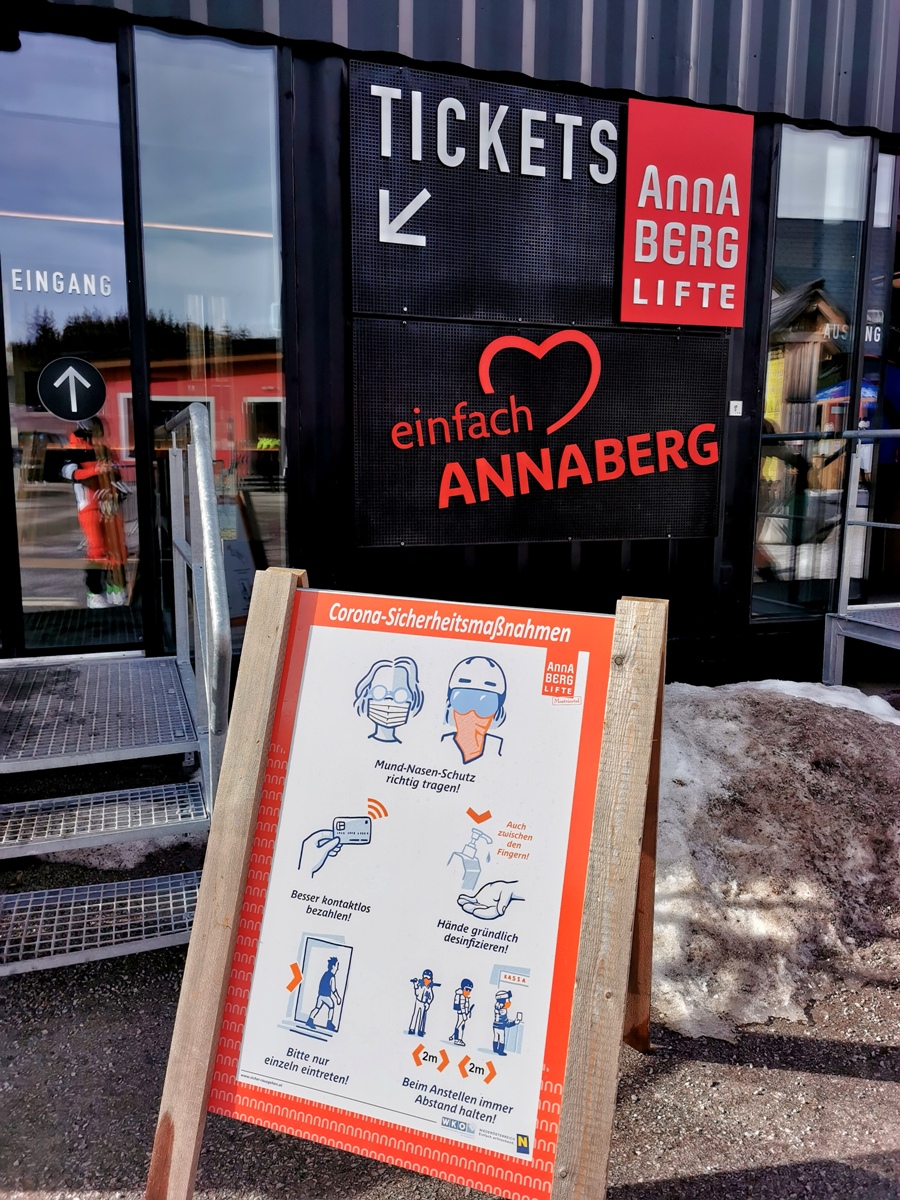 TICKETS
AnnA
BERG
LIFTE
EINGANG
einfach
ANNABERG
Corona-Sicherheitsmaßnahmen
AnnA
BERG
LIFTE
Mund-Nasen-Schutz
richtig tragen!
Auch
zwischen
den
Fingern!
Besser kontaktlos
bezahlen!
Hände gründlich
desinfizieren!
KASSA
2m
2m
Bitte nur
einzeln eintreten!
Beim Anstellen immer
Abstand halten!
WKO
N